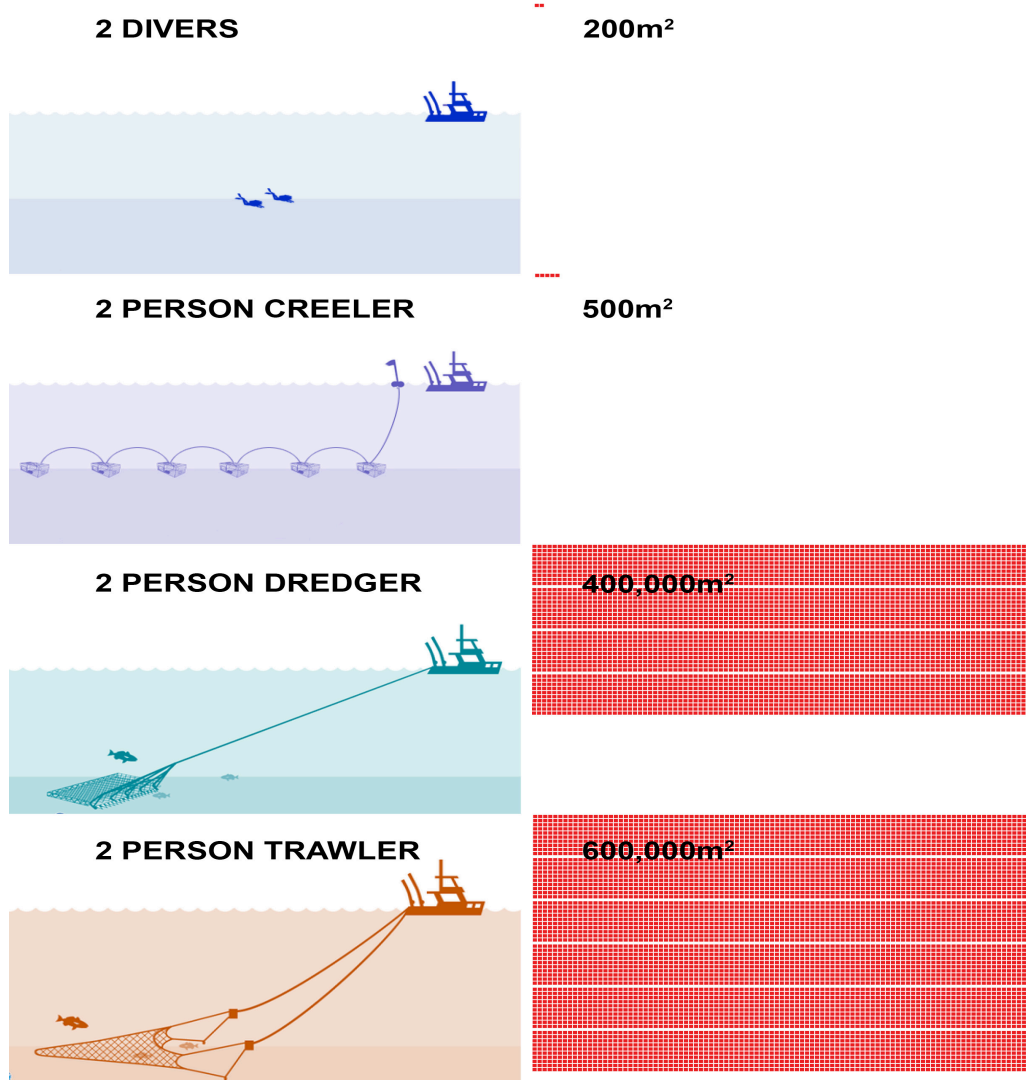 2 DIVERS
200m²
2 PERSON CREELER
500m²
2 PERSON DREDGER
400,000m²
2 PERSON TRAWLER
600,000m²